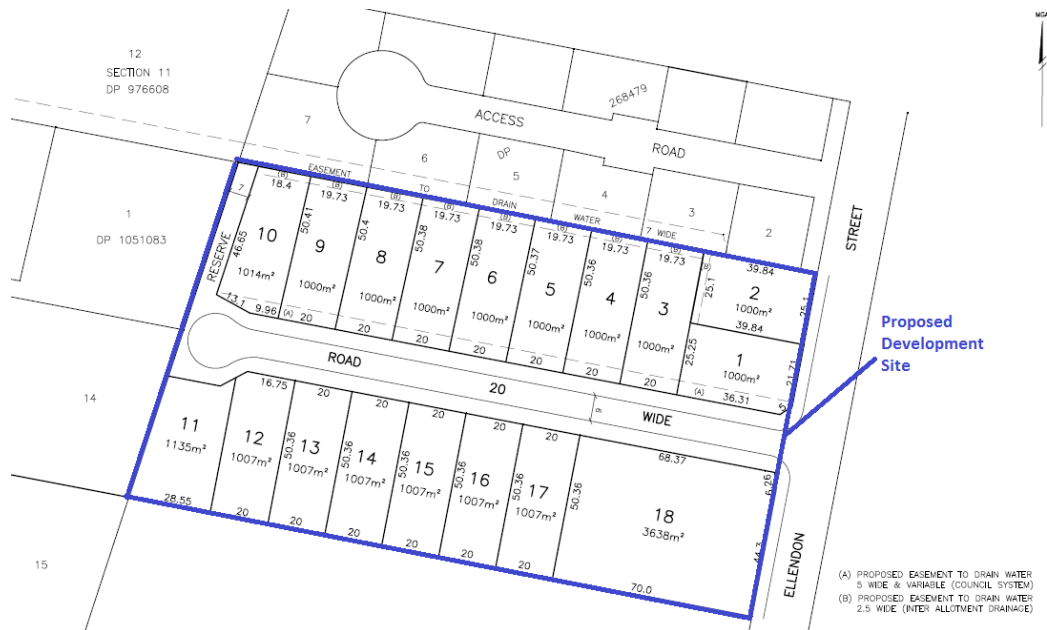 MGA
12
SECTION 11
DP 976608
268479
ACCESS
ROAD
7
6
DP
5
4
3
2
STREET
EASEMENT
TO
DRAIN
WATER
7 WIDE
(B)
18.4
(B)
19.73
(B)
19.73
(B)
19.73
(B)
19.73
(B)
19.73
(B)
19.73
(B)
19.73
(B)
39.84
1
DP 1051083
RESERVE
7
46.65
10
1014m²
50.41
9
1000m²
50.4
8
1000m²
50.38
7
1000m²
50.38
6
1000m²
50.37
5
1000m²
50.36
4
1000m²
50.36
3
1000m²
25.1
2
1000m²
25.1
39.84
25.25
1
1000m²
21.71
13.1
9.96
(A)
20
20
20
20
20
20
20
(A)
36.31
Proposed
Development
Site
ROAD
20
WIDE
9
14
16.75
20
20
20
20
20
68.37
6.26
11
1135m²
12
1007m²
50.36
13
1007m²
50.36
14
1007m²
50.36
15
1007m²
50.36
16
1007m²
50.36
17
1007m²
50.36
18
3638m²
44.3
28.55
20
20
20
20
20
20
70.0
15
ELLENDON
(A) PROPOSED EASEMENT TO DRAIN WATER
5 WIDE & VARIABLE (COUNCIL SYSTEM)
(B) PROPOSED EASEMENT TO DRAIN WATER
2.5 WIDE (INTER ALLOTMENT DRAINAGE)